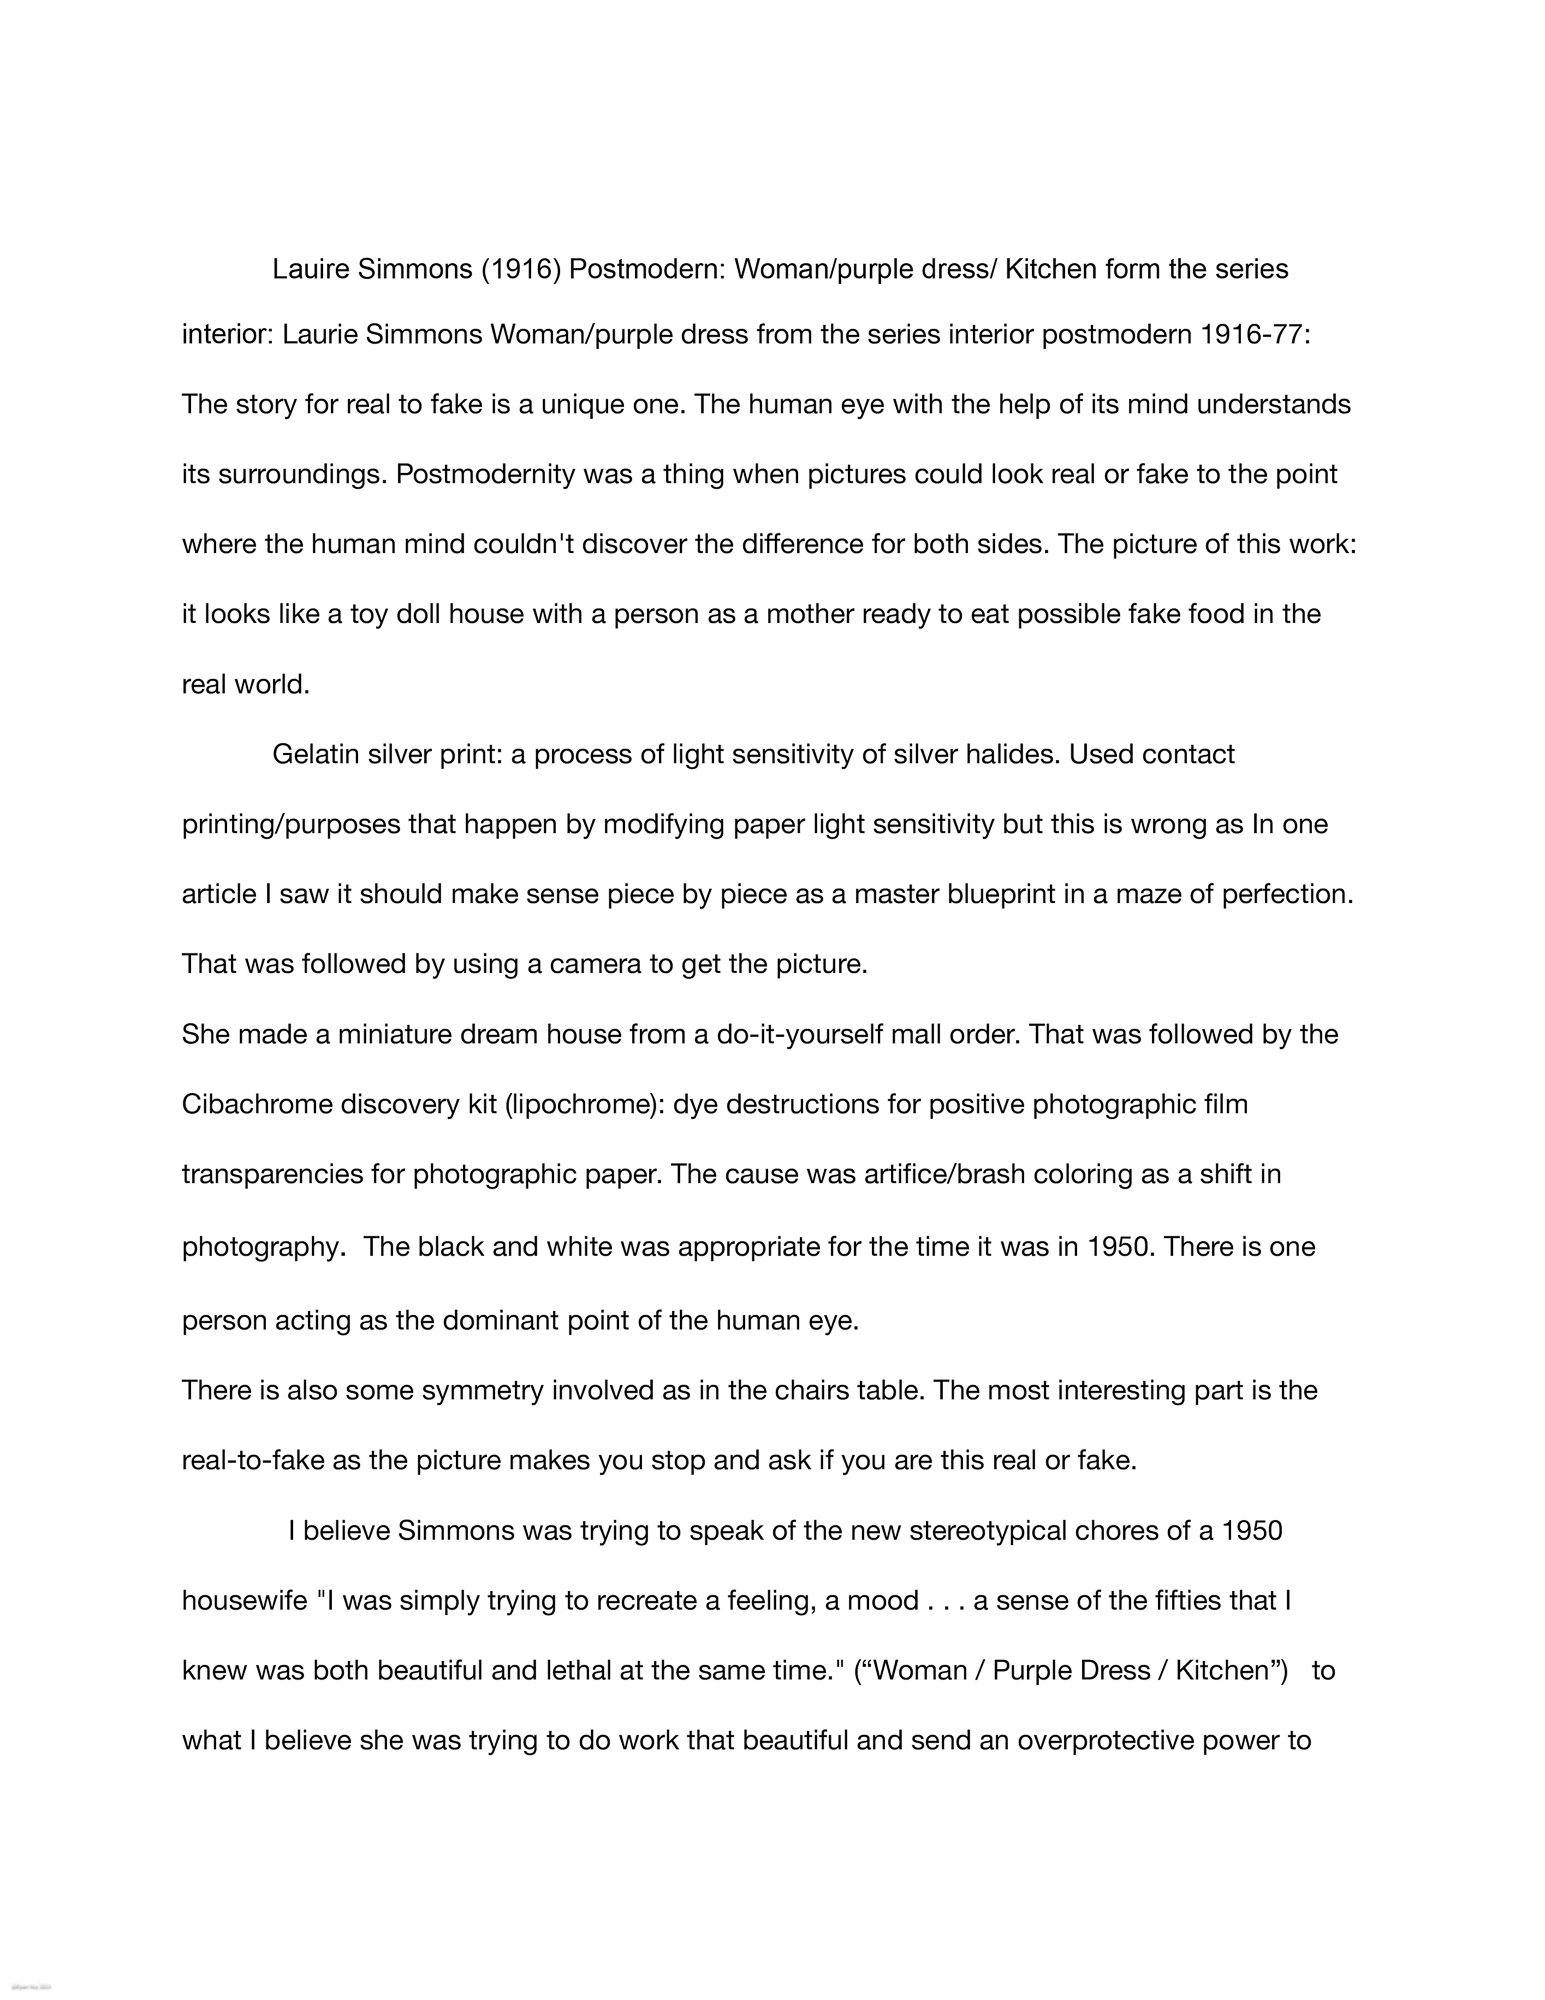 Lauire Simmons (1916) Postmodern: Woman/purple dress/ Kitchen form the series
interior: Laurie Simmons Woman/purple dress from the series interior postmodern 1916-77:
The story for real to fake is a unique one. The human eye with the help of its mind understands
its surroundings. Postmodernity was a thing when pictures could look real or fake to the point
where the human mind couldn't discover the difference for both sides. The picture of this work:
it looks like a toy doll house with a person as a mother ready to eat possible fake food in the
real world.
Gelatin silver print: a process of light sensitivity of silver halides. Used contact
printing/purposes that happen by modifying paper light sensitivity but this is wrong as In one
article I saw it should make sense piece by piece as a master blueprint in a maze of perfection.
That was followed by using a camera to get the picture.
She made a miniature dream house from a do-it-yourself mall order. That was followed by the
Cibachrome discovery kit (lipochrome): dye destructions for positive photographic film
transparencies for photographic paper. The cause was artifice/brash coloring as a shift in
photography.  The black and white was appropriate for the time it was in 1950. There is one
person acting as the dominant point of the human eye.
There is also some symmetry involved as in the chairs table. The most interesting part is the
real-to-fake as the picture makes you stop and ask if you are this real or fake.
I believe Simmons was trying to speak of the new stereotypical chores of a 1950
housewife "I was simply trying to recreate a feeling, a mood . . . a sense of the fifties that I
knew was both beautiful and lethal at the same time." (“Woman / Purple Dress / Kitchen”)   to
what I believe she was trying to do work that beautiful and send an overprotective power to